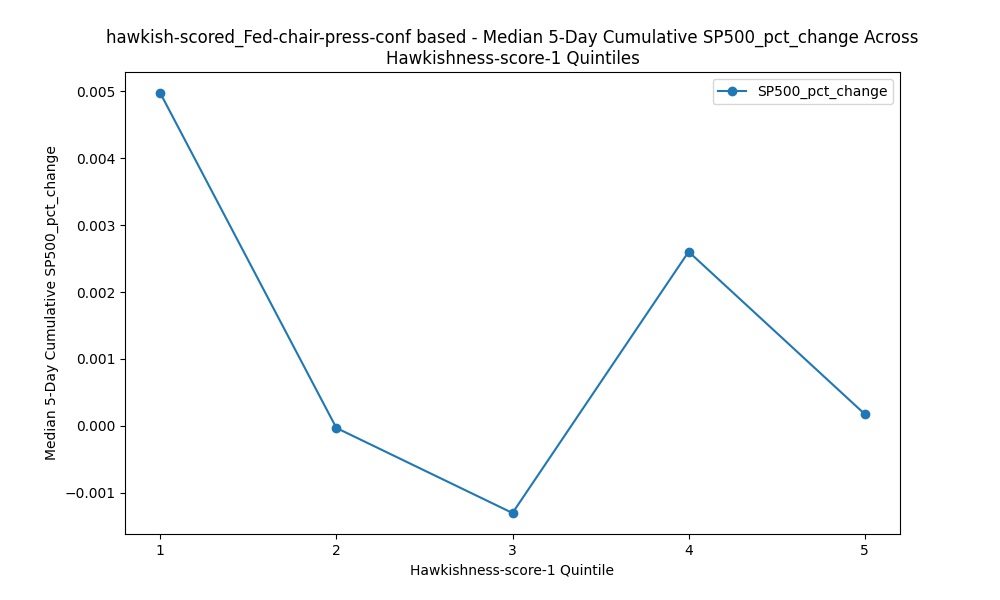 hawkish-scored_Fed-chair-press-conf based - Median 5-Day Cumulative SP500_pct_change Across
Hawkishness-score-1 Quintiles
SP500_pct_change
0.005
0.004
0.003
0.002
0.001
0.000
−0.001
Median 5-Day Cumulative SP500_pct_change
1 2 3 4 5
Hawkishness-score-1 Quintile